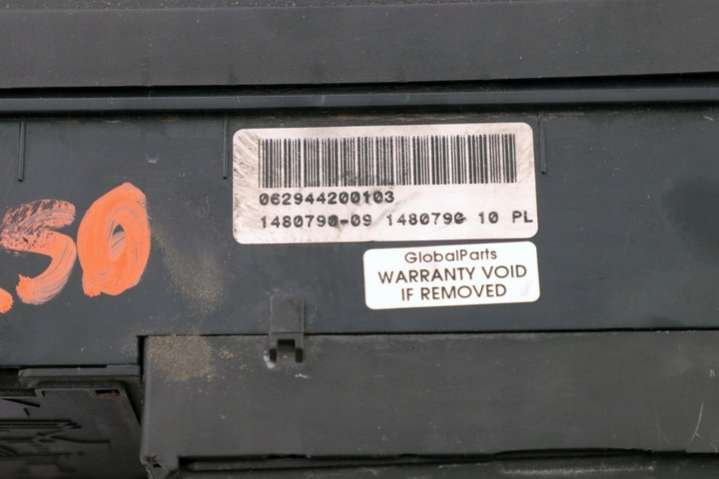 50
062944200103
1480790-09 1480790 10 PL
GlobalParts
WARRANTY VOID
IF REMOVED